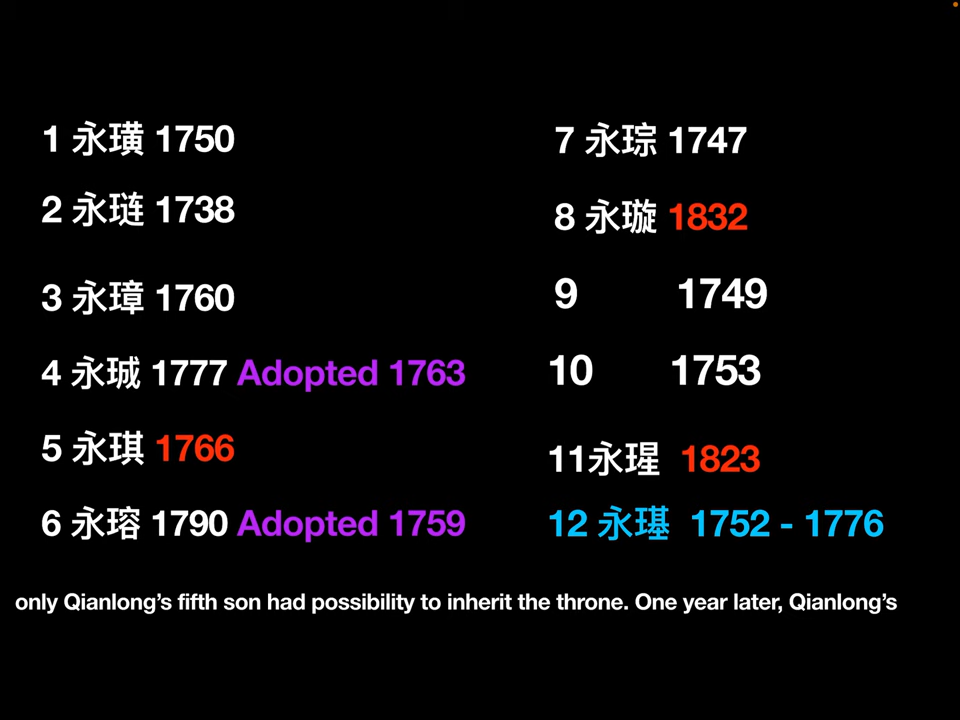 1 永璜 1750
2 永琏 1738
3 永璋 1760
4 永珹 1777 Adopted 1763
5 永琪 1766
6 永瑢 1790 Adopted 1759
7 永琮 1747
8 永璇 1832
9 1749
10 1753
11永瑆 1823
12 永璂 1752 - 1776
only Qianlong’s fifth son had possibility to inherit the throne. One year later, Qianlong’s